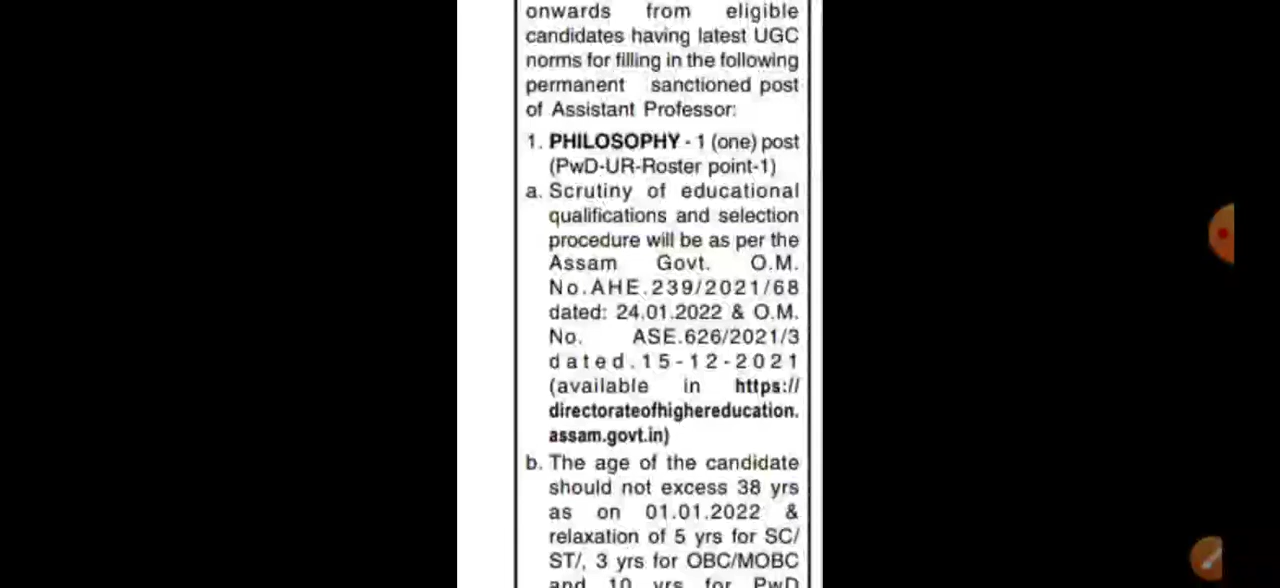 onwards from eligible
candidates having latest UGC
norms for filling in the following
permanent sanctioned post
of Assistant Professor:
1. PHILOSOPHY - 1 (one) post
(PwD-UR-Roster point-1)
a. Scrutiny of educational
qualifications and selection
procedure will be as per the
Assam Govt. O.M.
No.AHE.239/2021/68
dated: 24.01.2022 & O.M.
No. ASE.626/2021/3
dated.15-12-2021
(available in https://
directorateofhighereducation.
assam.govt.in)
b. The age of the candidate
should not excess 38 yrs
as on 01.01.2022 &
relaxation of 5 yrs for SC/
ST/, 3 yrs for OBC/MOBC
and 10 yrs for PwD